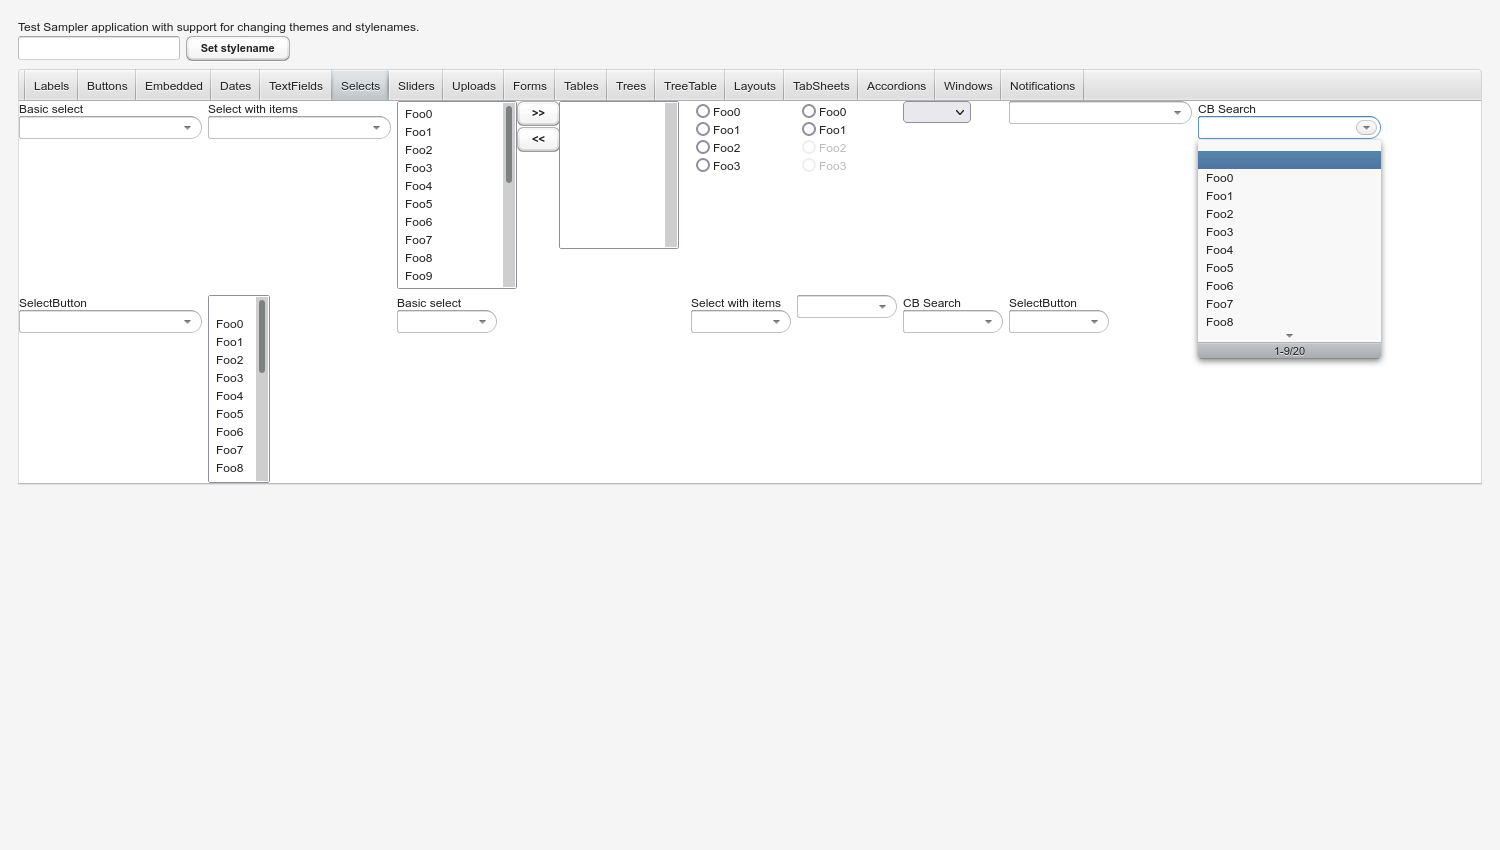 Test Sampler application with support for changing themes and stylenames.
Set stylename
Labels Buttons Embedded Dates TextFields Selects Sliders Uploads Forms Tables Trees TreeTable Layouts TabSheets Accordions Windows Notifications
Basic select
Select with items
Foo0
Foo1
Foo2
Foo3
Foo4
Foo5
Foo6
Foo7
Foo8
Foo9
>>
<<
Foo0
Foo1
Foo2
Foo3
Foo0
Foo1
Foo2
Foo3
CB Search
Foo0
Foo1
Foo2
Foo3
Foo4
Foo5
Foo6
Foo7
Foo8
1-9/20
SelectButton
Foo0
Foo1
Foo2
Foo3
Foo4
Foo5
Foo6
Foo7
Foo8
Basic select
Select with items
CB Search
SelectButton